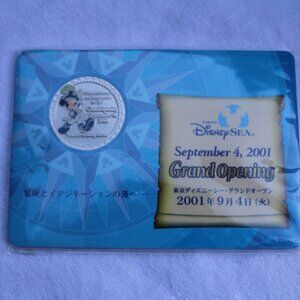 TOKYO
DISNEYSEA®
September 4, 2001
Grand Opening
東京ディズニーシー・グランドオープン
2001年9月4日(火)
冒険とイマジネーションの海へ・・・
©Disney